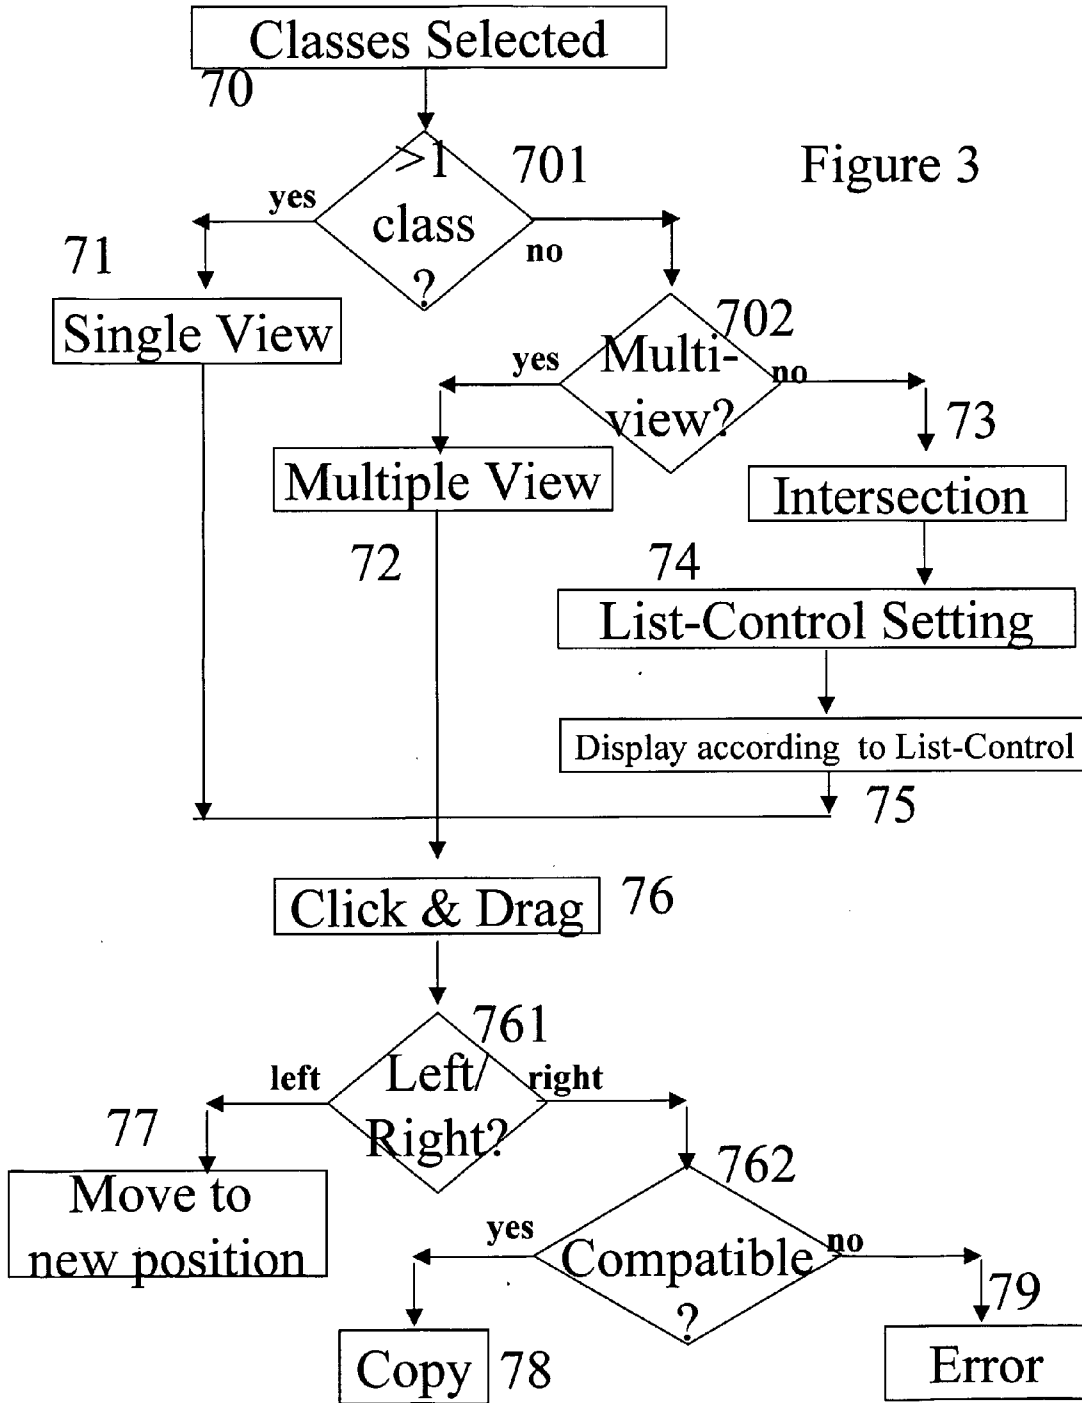 Classes Selected
70
>1
class
?
701
Figure 3
yes
no
71
Single View
702
Multi-
view?
yes
no
73
Multiple View
Intersection
72
74
List-Control Setting
Display according to List-Control
75
Click & Drag
76
761
Left/
Right?
left
right
77
Move to
new position
762
yes
no
Compatible
?
79
Copy
78
Error